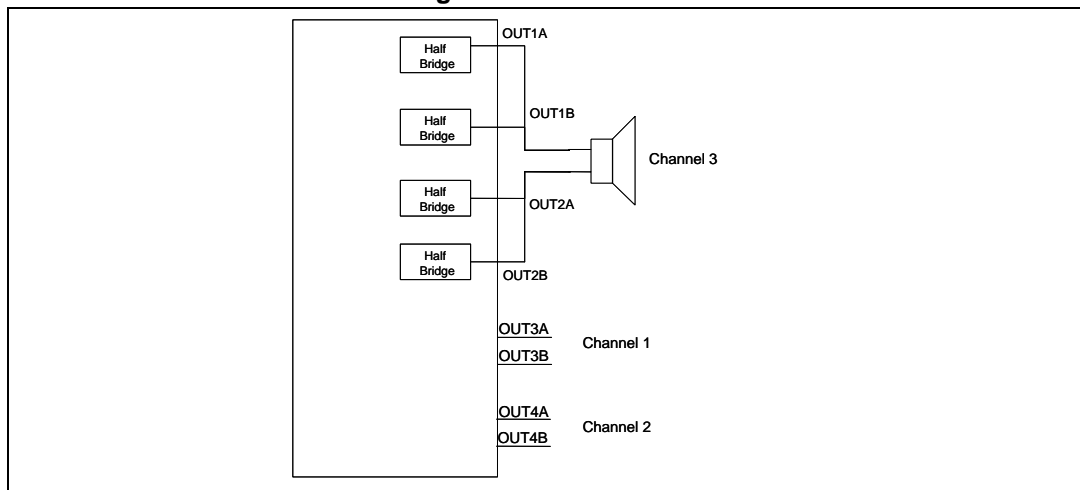 OUT1A
Half
Bridge
OUT1B
Half
Bridge
Channel 3
Half
Bridge
OUT2A
Half
Bridge
OUT2B
OUT3A
Channel 1
OUT3B
OUT4A
Channel 2
OUT4B